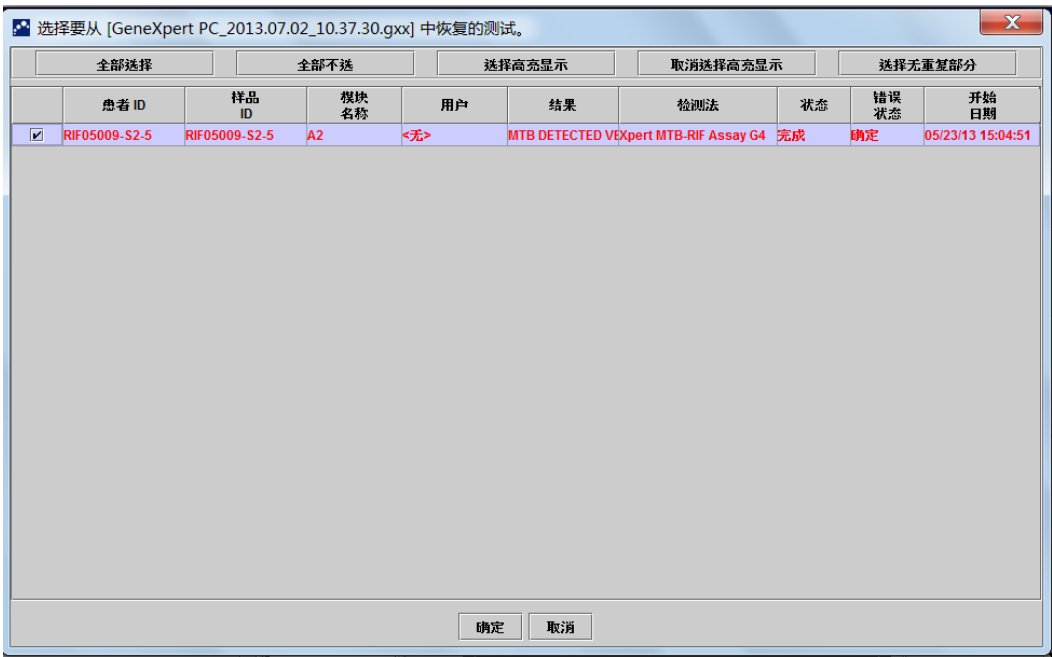 选择要从 [GeneXpert PC_2013.07.02_10.37.30.gxx] 中恢复的测试。
全部选择 全部不选 选择高亮显示 取消选择高亮显示 选择无重复部分
患者 ID 样品 ID 模块名称 用户 结果 检测法 状态 错误状态 开始日期
RIF05009-S2-5 RIF05009-S2-5 A2 <无> MTB DETECTED VE Xpert MTB-RIF Assay G4 完成 确定 05/23/13 15:04:51
确定 取消